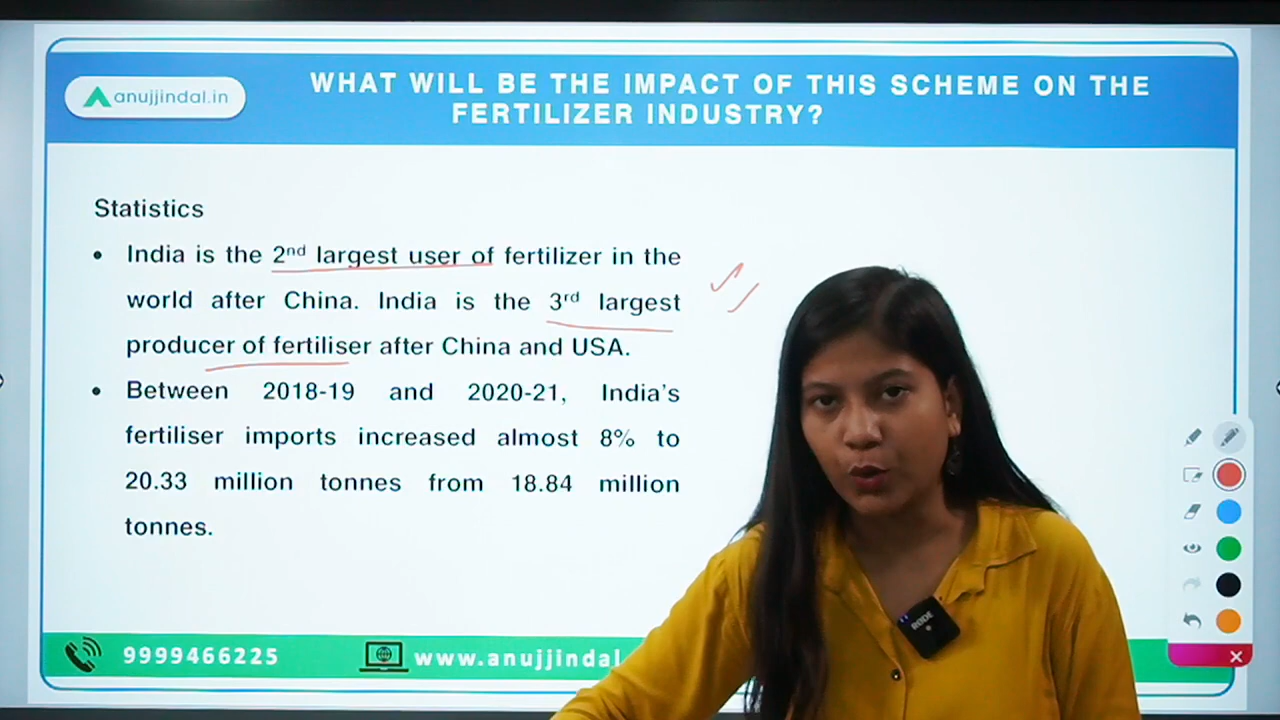 anujjindal.in
WHAT WILL BE THE IMPACT OF THIS SCHEME ON THE
FERTILIZER INDUSTRY?
Statistics
• India is the 2nd largest user of fertilizer in the
world after China. India is the 3rd largest
producer of fertiliser after China and USA.
• Between 2018-19 and 2020-21, India's
fertiliser imports increased almost 8% to
20.33 million tonnes from 18.84 million
tonnes.
9999466225
www.anujjindal
RØDE